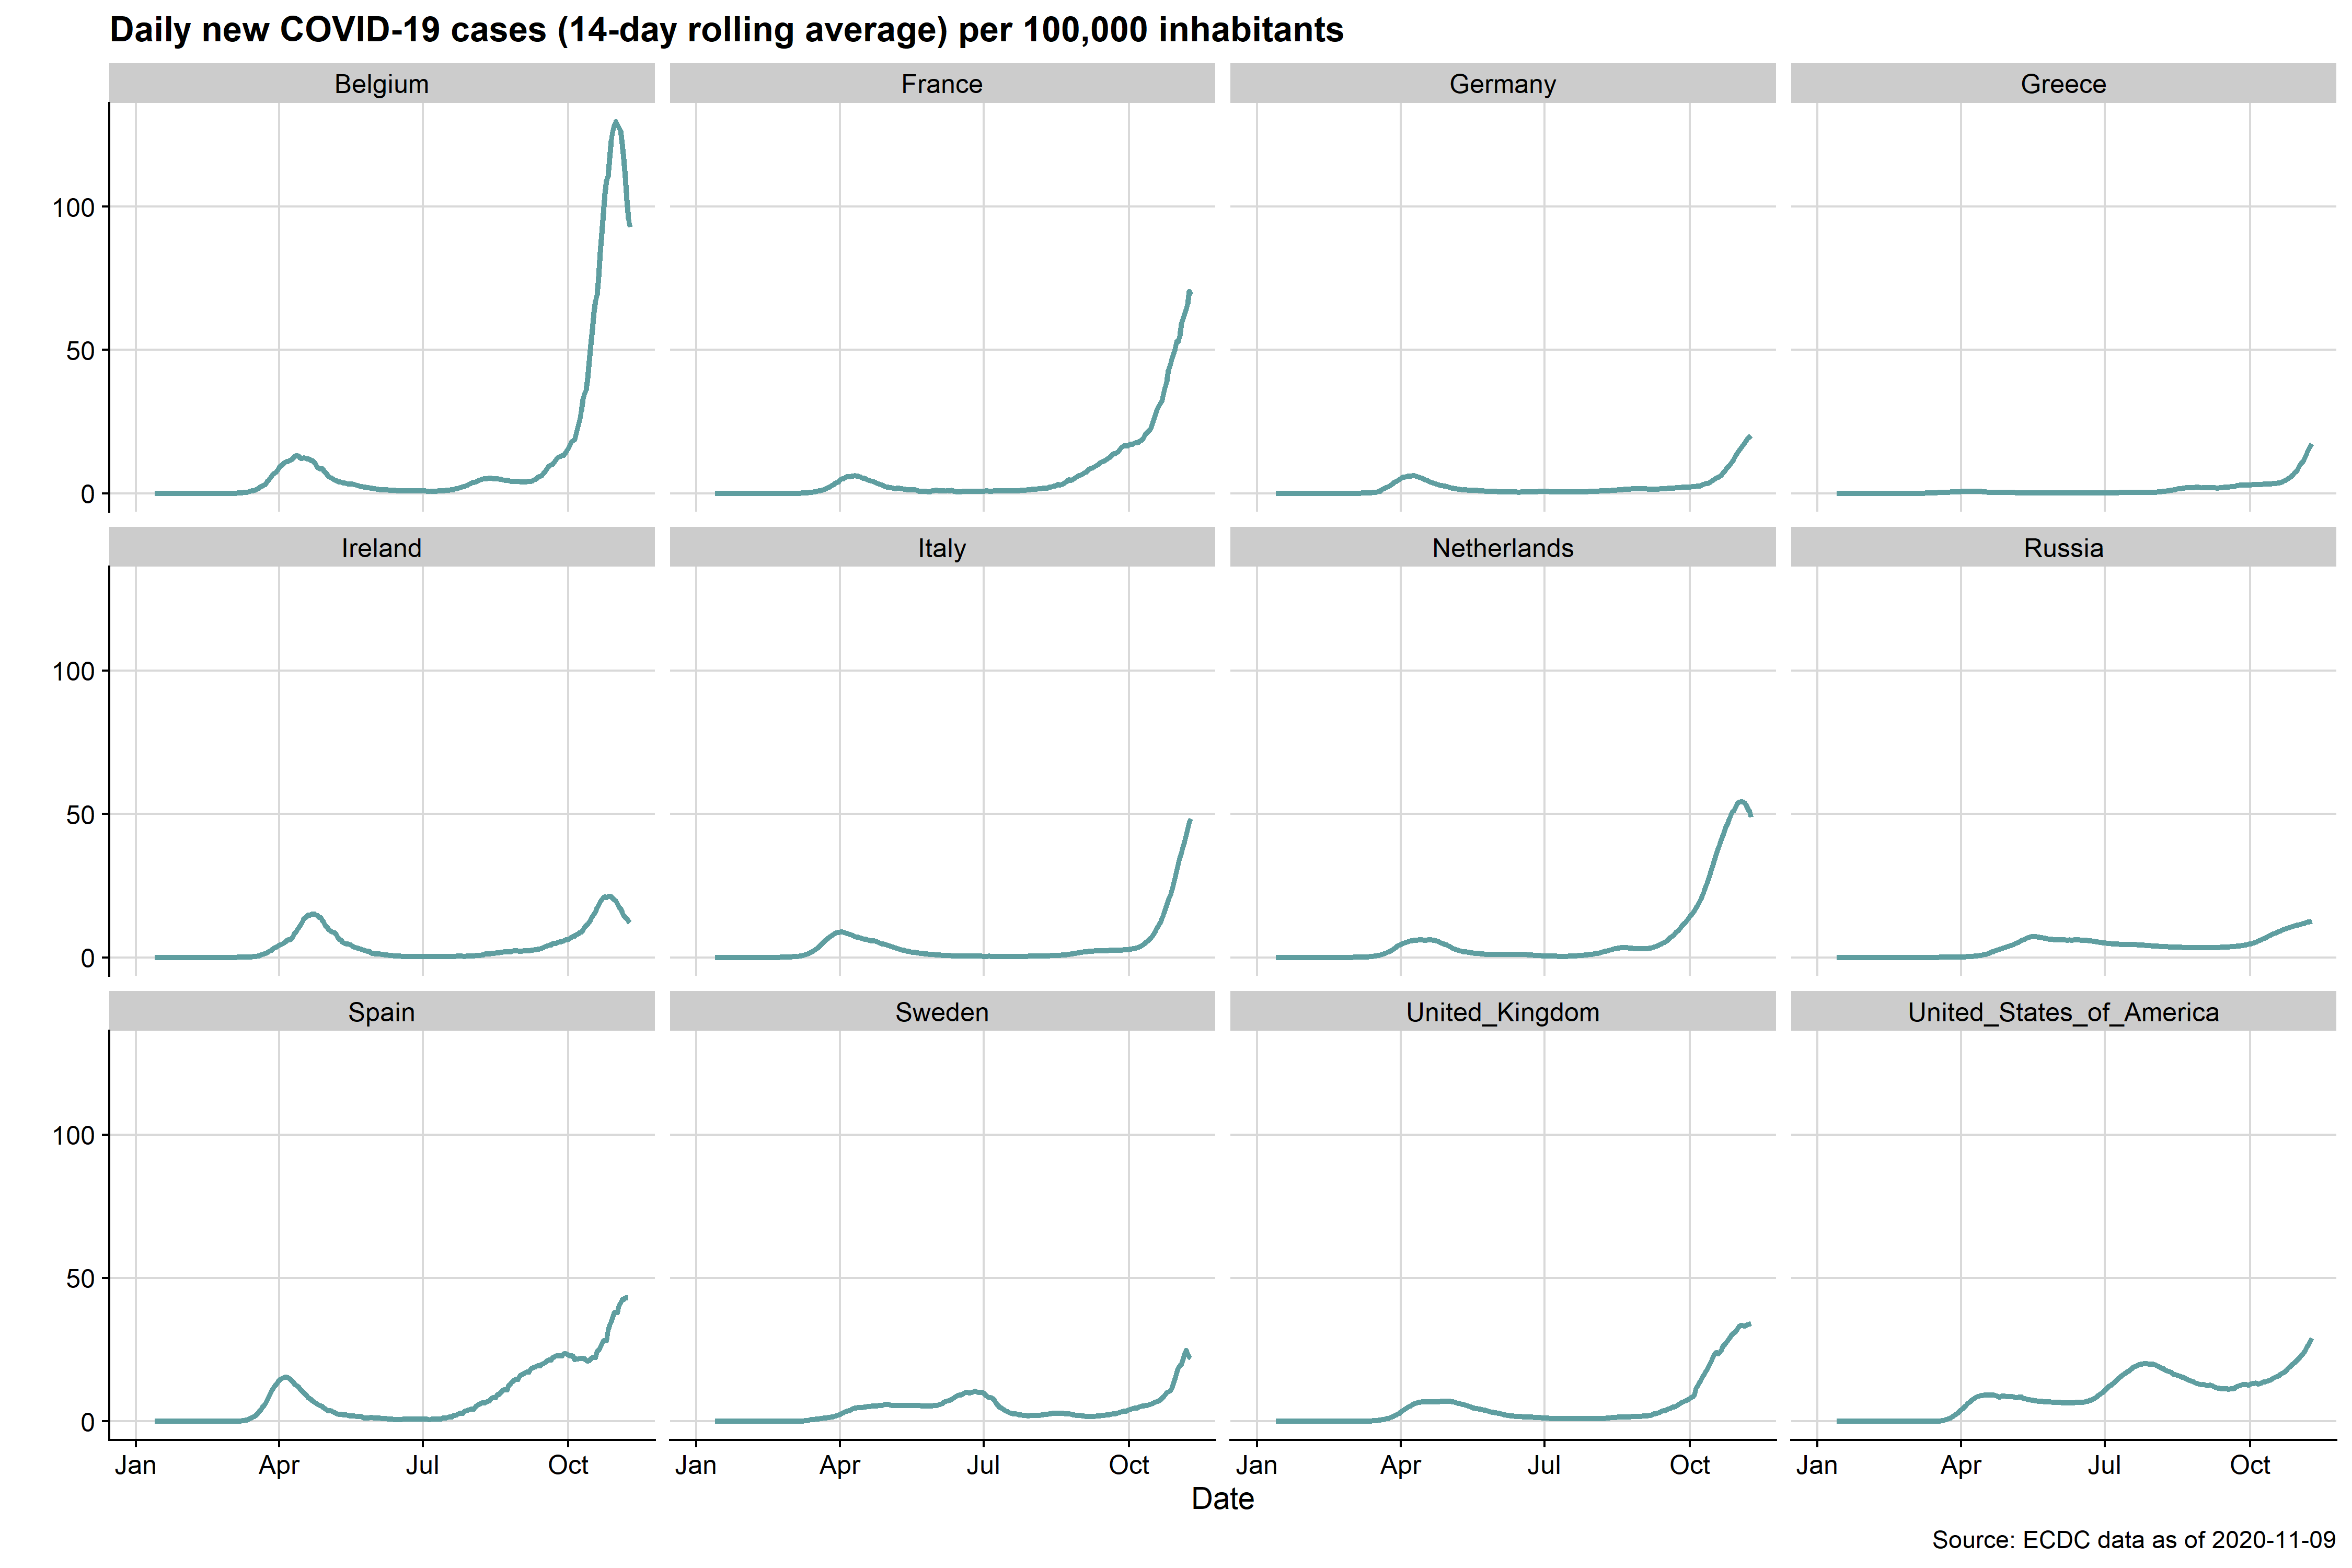 Daily new COVID-19 cases (14-day rolling average) per 100,000 inhabitants
Belgium France Germany Greece
100
50
0
Ireland Italy Netherlands Russia
100
50
0
Spain Sweden United_Kingdom United_States_of_America
100
50
0
Jan Apr Jul Oct Jan Apr Jul Oct Jan Apr Jul Oct Jan Apr Jul Oct
Date
Source: ECDC data as of 2020-11-09